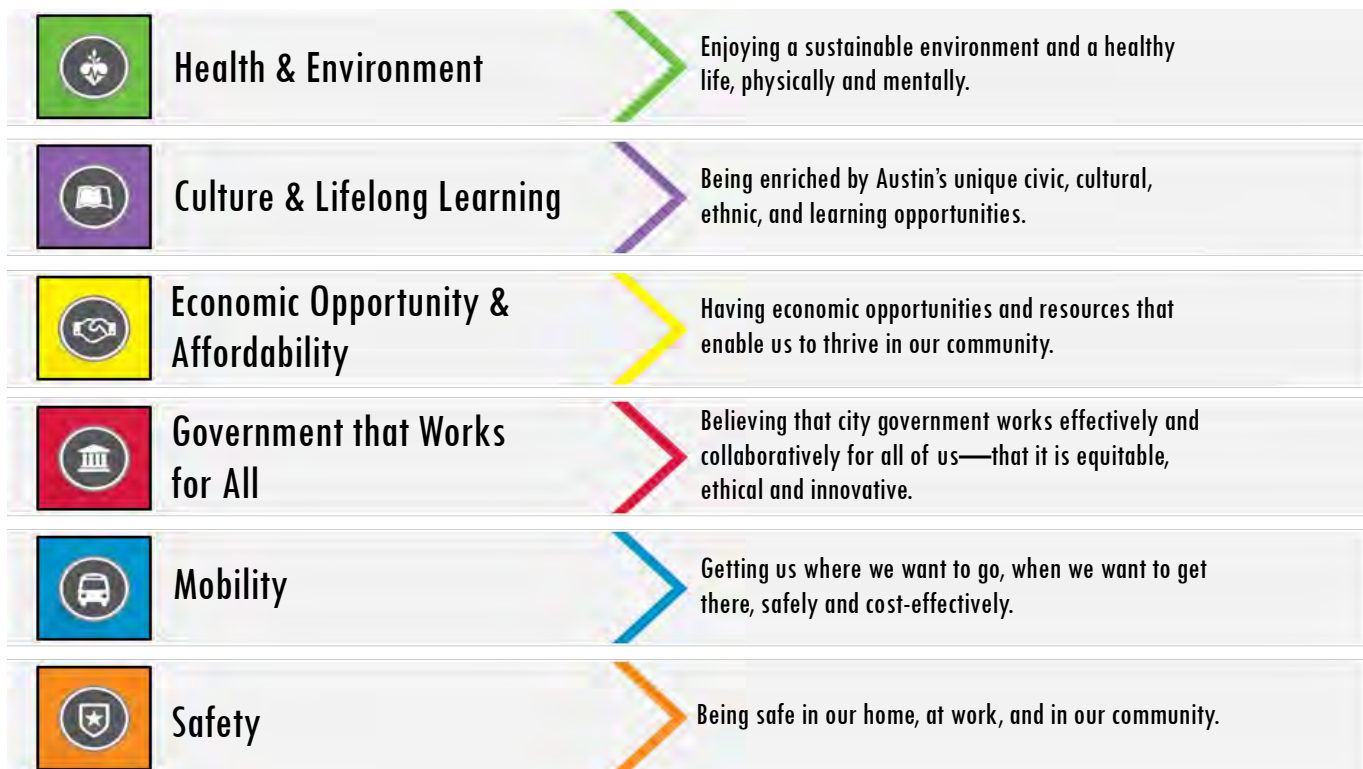 Health & Environment
Enjoying a sustainable environment and a healthy
life, physically and mentally.
Culture & Lifelong Learning
Being enriched by Austin’s unique civic, cultural,
ethnic, and learning opportunities.
Economic Opportunity &
Affordability
Having economic opportunities and resources that
enable us to thrive in our community.
Government that Works
for All
Believing that city government works effectively and
collaboratively for all of us—that it is equitable,
ethical and innovative.
Mobility
Getting us where we want to go, when we want to get
there, safely and cost-effectively.
Safety
Being safe in our home, at work, and in our community.